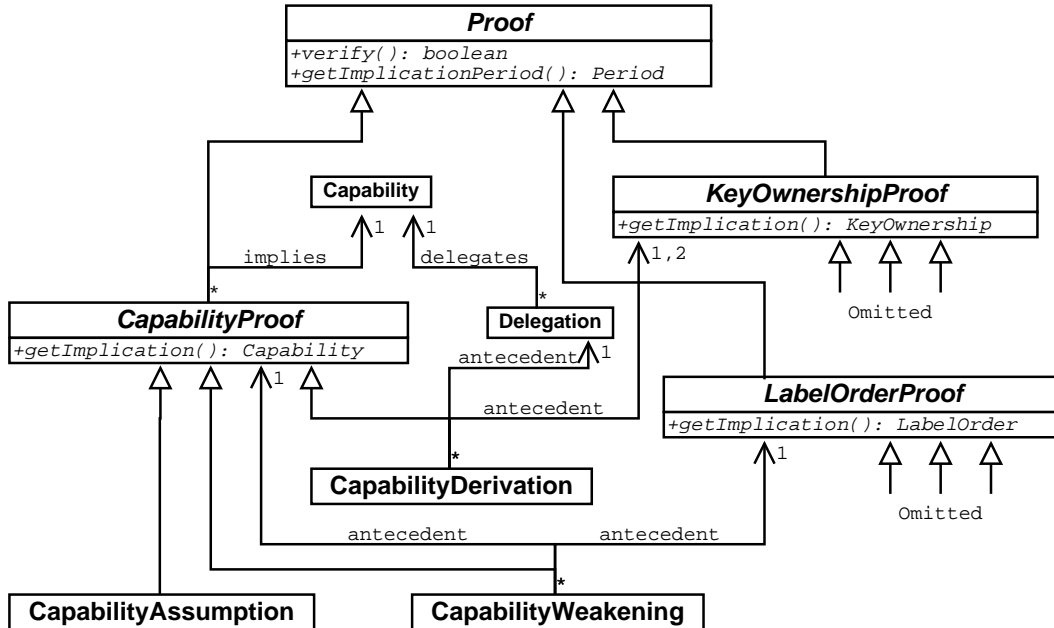 Proof
+verify(): boolean
+getImplicationPeriod(): Period
Capability
KeyOwnershipProof
+getImplication(): KeyOwnership
1
1
1,2
implies
delegates
*
*
Omitted
CapabilityProof
+getImplication(): Capability
Delegation
antecedent
1
1
antecedent
LabelOrderProof
+getImplication(): LabelOrder
*
1
CapabilityDerivation
Omitted
antecedent
antecedent
*
CapabilityAssumption
CapabilityWeakening